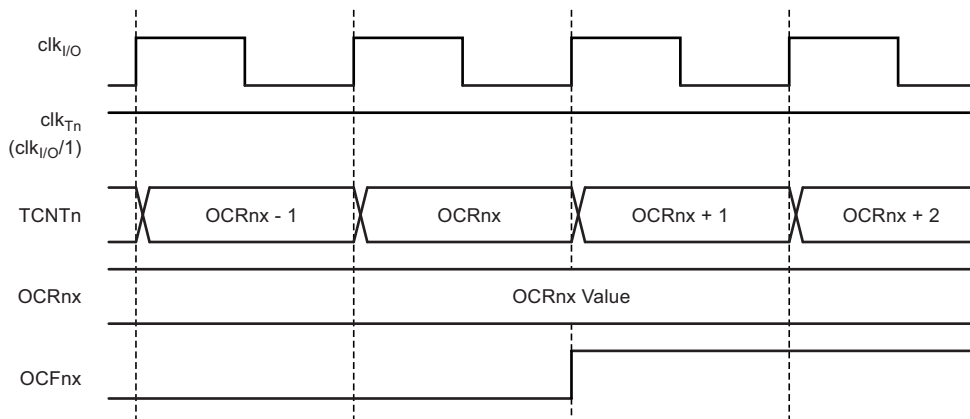 clkI/O
clkTn
(clkI/O/1)
TCNTn OCRnx - 1 OCRnx OCRnx + 1 OCRnx + 2
OCRnx OCRnx Value
OCFnx